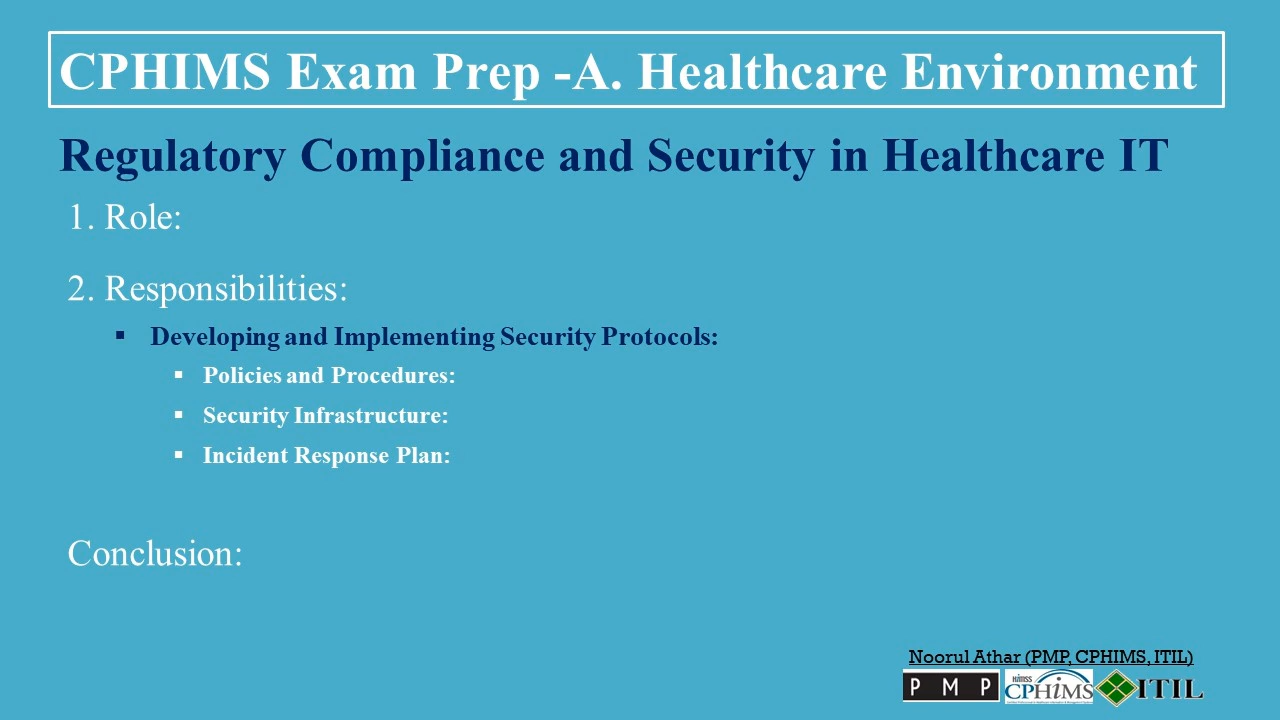 CPHIMS Exam Prep -A. Healthcare Environment
Regulatory Compliance and Security in Healthcare IT
1. Role:
2. Responsibilities:
▪ Developing and Implementing Security Protocols:
▪ Policies and Procedures:
▪ Security Infrastructure:
▪ Incident Response Plan:
Conclusion:
Noorul Athar (PMP, CPHIMS, ITIL)
PMP
HIMSS
CPHIMS
ITIL